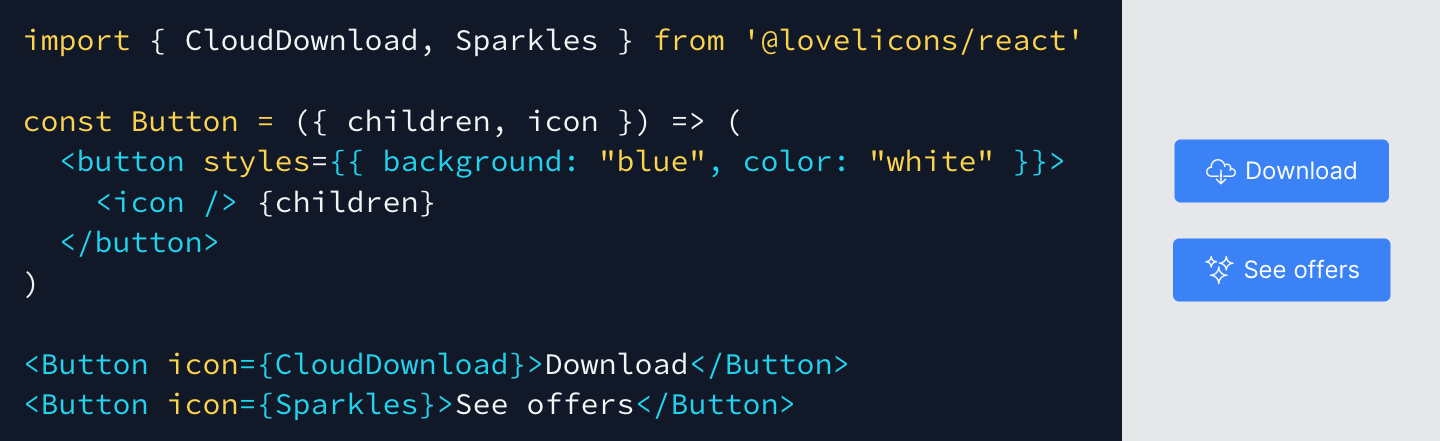 import { CloudDownload, Sparkles } from '@lovelicons/react'
const Button = ({ children, icon }) => (
<button styles={{ background: "blue", color: "white" }}>
<icon /> {children}
</button>
)
<Button icon={CloudDownload}>Download</Button>
<Button icon={Sparkles}>See offers</Button>
Download
See offers